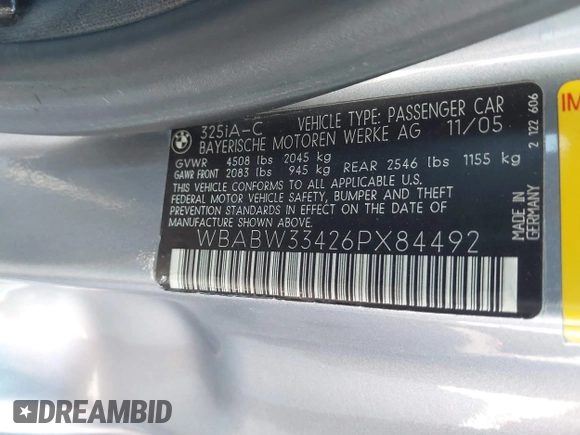 BMW
325iA-C VEHICLE TYPE: PASSENGER CAR
BAYERISCHE MOTOREN WERKE AG 11/05
GVWR 4508 lbs 2045 kg
GAWR FRONT 2083 lbs 945 kg REAR 2546 lbs 1155 kg
THIS VEHICLE CONFORMS TO ALL APPLICABLE U.S.
FEDERAL MOTOR VEHICLE SAFETY, BUMPER AND THEFT
PREVENTION STANDARDS IN EFFECT ON THE DATE OF
MANUFACTURE SHOWN ABOVE.
WBABW33426PX84492
MADE IN
GERMANY
2 122 606
IM
DREAMBID